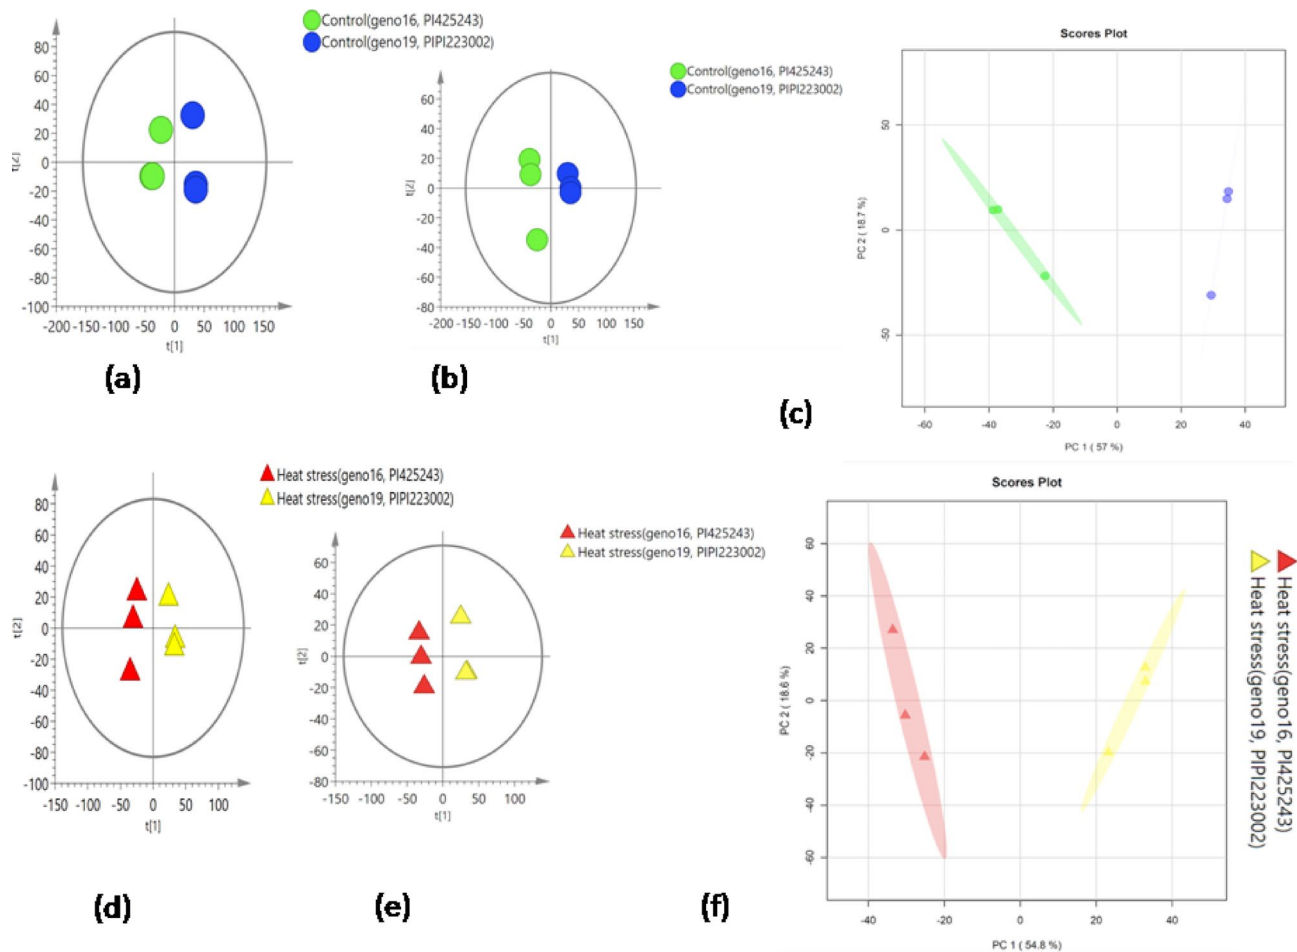 Control(geno16, PI425243)
Control(geno19, PIPI223002)
80
60
40
20
0
-20
-40
-60
-80
-100
t[2]
-200 -150 -100 -50 0 50 100 150
t[1]
(a)
Control(geno16, PI425243)
Control(geno19, PIPI223002)
60
40
20
0
-20
-40
-60
-80
t[2]
-200 -150 -100 -50 0 50 100 150
t[1]
(b)
Scores Plot
50
0
-50
PC 2 ( 18.7 %)
-60 -40 -20 0 20 40
PC 1 ( 57 %)
(c)
Heat stress(geno16, PI425243)
Heat stress(geno19, PIPI223002)
80
60
40
20
0
-20
-40
-60
-80
-100
t[2]
-100 -50 0 50 100
t[1]
(d)
Heat stress(geno16, PI425243)
Heat stress(geno19, PIPI223002)
60
40
20
0
-20
-40
-60
-80
t[2]
-100 -50 0 50 100
t[1]
(e)
Scores Plot
60
40
20
0
-20
-40
-60
PC 2 ( 18.6 %)
-40 -20 0 20 40
PC 1 ( 54.8 %)
Heat stress(geno16, PI425243)
Heat stress(geno19, PIPI223002)
(f)